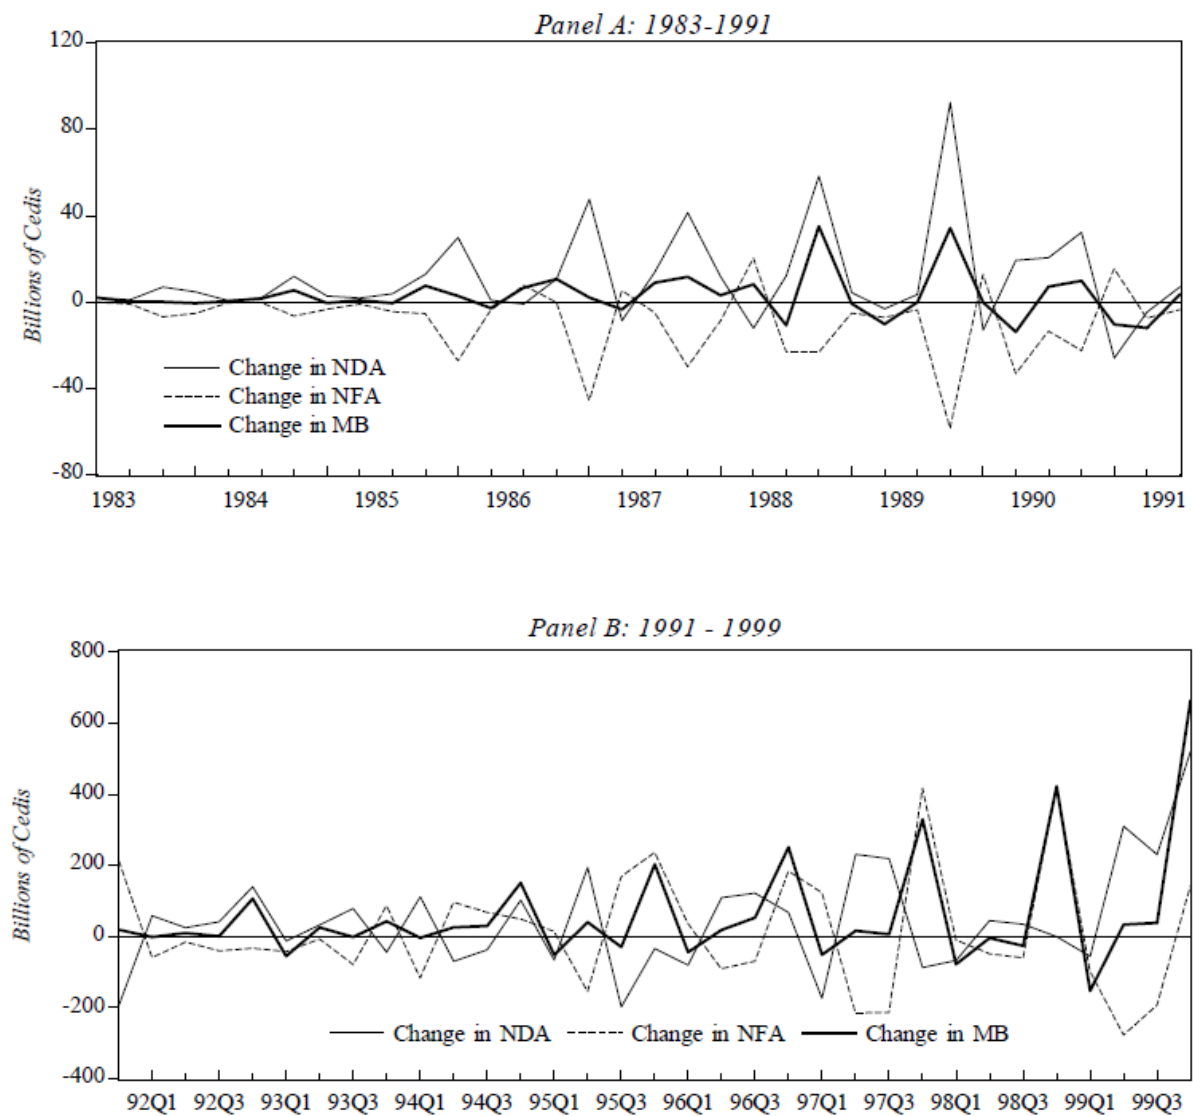 Panel A: 1983-1991
120
80
40
0
-40
-80
Billions of Cedis
Change in NDA
Change in NFA
Change in MB
1983 1984 1985 1986 1987 1988 1989 1990 1991
Panel B: 1991 - 1999
800
600
400
200
0
-200
-400
Billions of Cedis
Change in NDA Change in NFA Change in MB
92Q1 92Q3 93Q1 93Q3 94Q1 94Q3 95Q1 95Q3 96Q1 96Q3 97Q1 97Q3 98Q1 98Q3 99Q1 99Q3